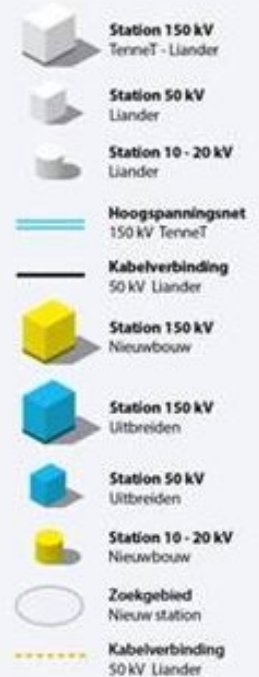 Station 150 kV
TenneT - Liander
Station 50 kV
Liander
Station 10 - 20 kV
Liander
Hoogspanningsnet
150 kV TenneT
Kabelverbinding
50 kV Liander
Station 150 kV
Nieuwbouw
Station 150 kV
Uitbreiden
Station 50 kV
Uitbreiden
Station 10 - 20 kV
Nieuwbouw
Zoekgebied
Nieuw station
Kabelverbinding
50 kV Liander